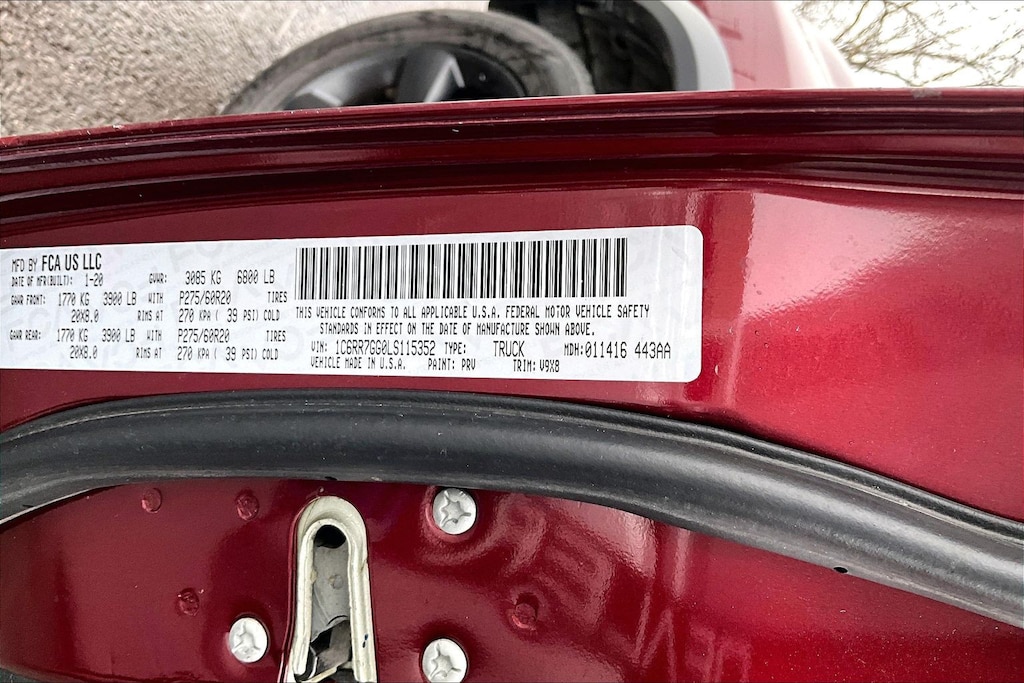 MFD BY FCA US LLC
DATE OF MFR(BUILT): 1-20 GVWR: 3085 KG 6800 LB
GAWR FRONT: 1770 KG 3900 LB WITH P275/60R20 TIRES
20X8.0 RIMS AT 270 KPA ( 39 PSI) COLD
GAWR REAR: 1770 KG 3900 LB WITH P275/60R20 TIRES
20X8.0 RIMS AT 270 KPA ( 39 PSI) COLD
THIS VEHICLE CONFORMS TO ALL APPLICABLE U.S.A. FEDERAL MOTOR VEHICLE SAFETY
STANDARDS IN EFFECT ON THE DATE OF MANUFACTURE SHOWN ABOVE.
VIN: 1C6RR7GG0LS115352 TYPE: TRUCK MDH:011416 443AA
VEHICLE MADE IN U.S.A. PAINT: PRV TRIM: V9X8